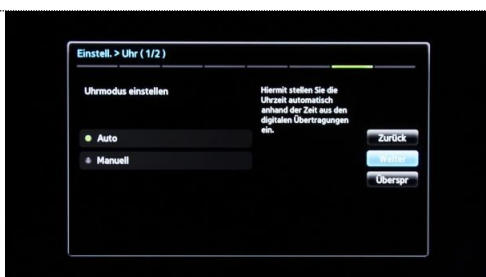 Einstell. > Uhr ( 1/2 )
Uhrmodus einstellen
Hiermit stellen Sie die
Uhrzeit automatisch
anhand der Zeit aus den
digitalen Übertragungen
ein.
Auto
Manuell
Zurück
Weiter
Überspr